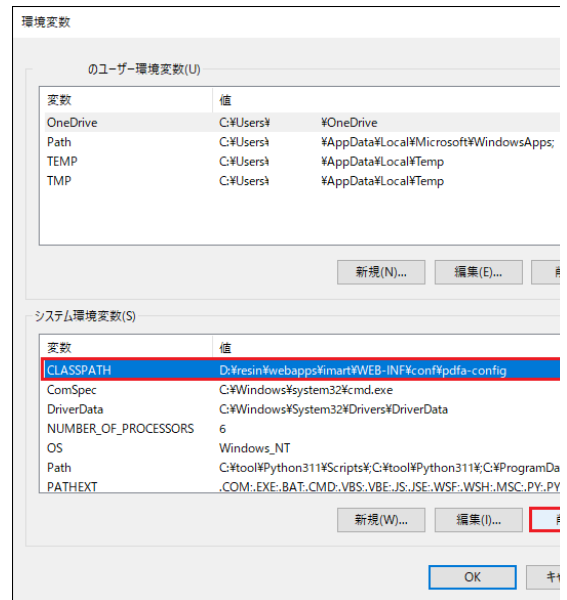 環境変数
のユーザー環境変数(U)
変数 値
OneDrive C:¥Users¥ ¥OneDrive
Path C:¥Users¥ ¥AppData¥Local¥Microsoft¥WindowsApps;
TEMP C:¥Users¥ ¥AppData¥Local¥Temp
TMP C:¥Users¥ ¥AppData¥Local¥Temp
新規(N)... 編集(E)...
システム環境変数(S)
変数 値
CLASSPATH D:¥resin¥webapps¥imart¥WEB-INF¥conf¥pdfa-config
ComSpec C:¥Windows¥system32¥cmd.exe
DriverData C:¥Windows¥System32¥Drivers¥DriverData
NUMBER_OF_PROCESSORS 6
OS Windows_NT
Path C:¥tool¥Python311¥Scripts¥;C:¥tool¥Python311¥;C:¥ProgramDa
PATHEXT .COM;.EXE;.BAT;.CMD;.VBS;.VBE;.JS;.JSE;.WSF;.WSH;.MSC;.PY;.PY
新規(W)... 編集(I)...
OK キ